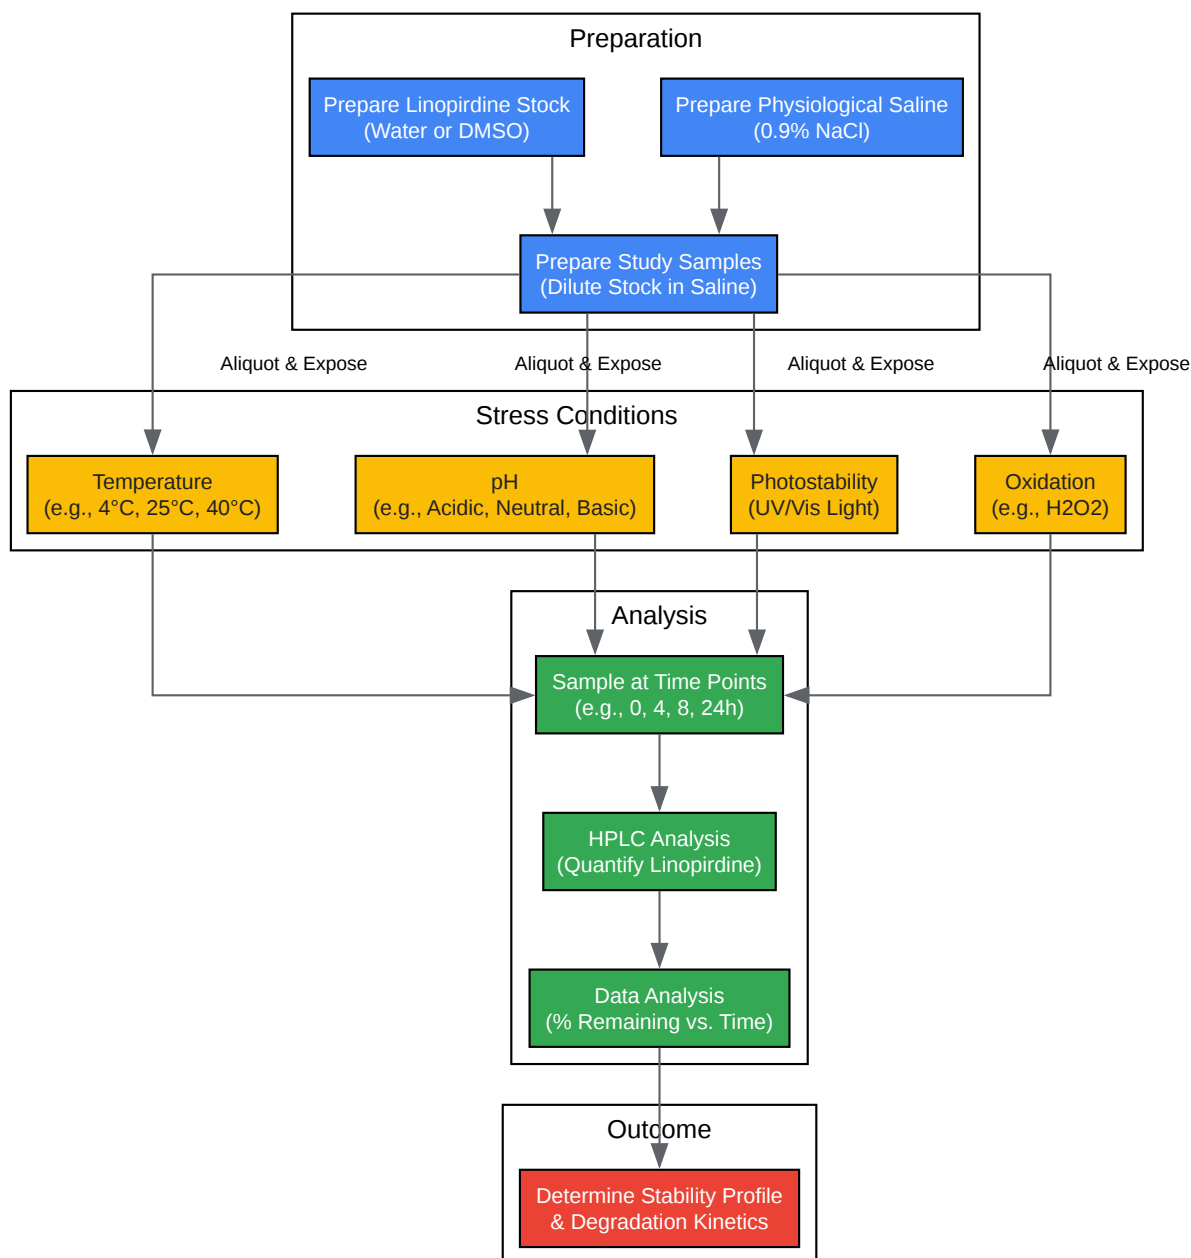 Preparation
Prepare Linopirdine Stock
(Water or DMSO)
Prepare Physiological Saline
(0.9% NaCl)
Prepare Study Samples
(Dilute Stock in Saline)
Aliquot & Expose
Aliquot & Expose
Aliquot & Expose
Aliquot & Expose
Stress Conditions
Temperature
(e.g., 4°C, 25°C, 40°C)
pH
(e.g., Acidic, Neutral, Basic)
Photostability
(UV/Vis Light)
Oxidation
(e.g., H2O2)
Analysis
Sample at Time Points
(e.g., 0, 4, 8, 24h)
HPLC Analysis
(Quantify Linopirdine)
Data Analysis
(% Remaining vs. Time)
Outcome
Determine Stability Profile
& Degradation Kinetics